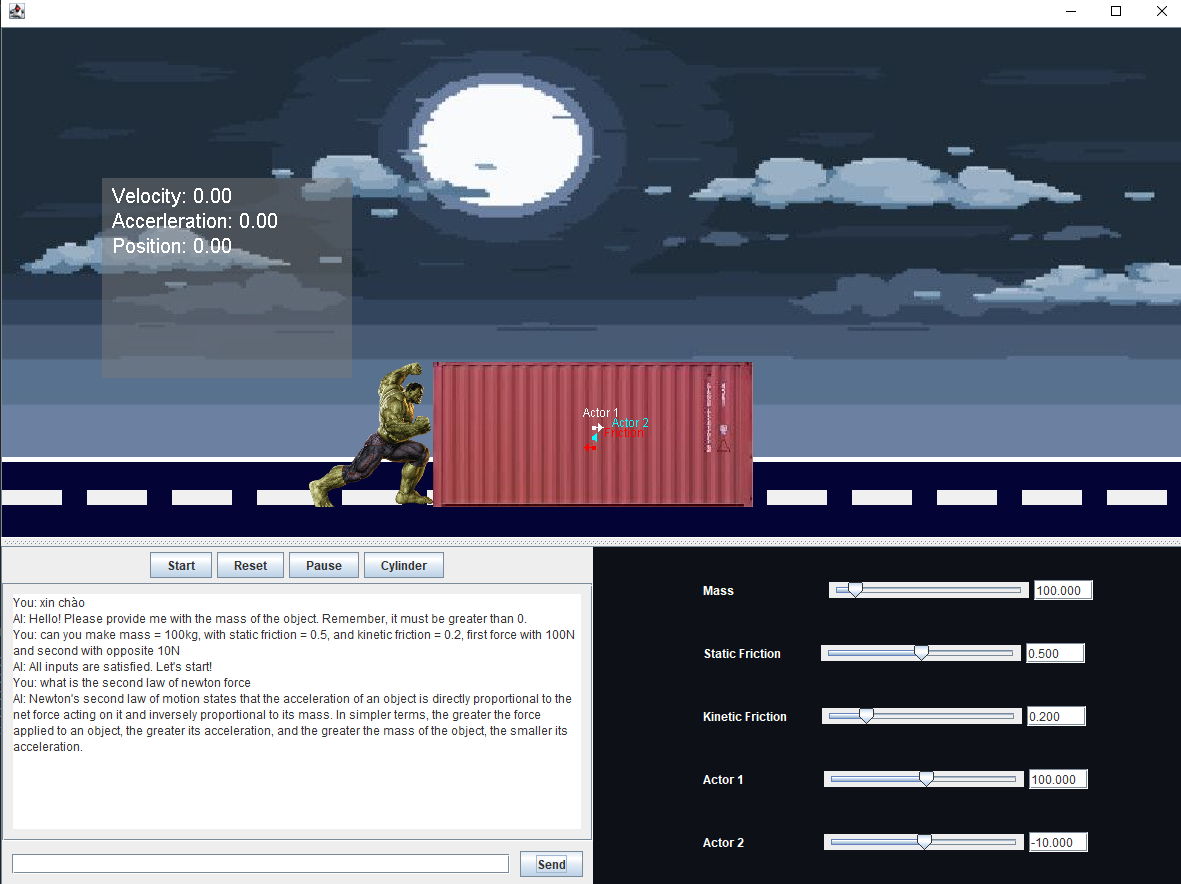 Velocity: 0.00
Accerleration: 0.00
Position: 0.00
Actor 1
Actor 2
Friction
Start
Reset
Pause
Cylinder
You: xin chào
AI: Hello! Please provide me with the mass of the object. Remember, it must be greater than 0.
You: can you make mass = 100kg, with static friction = 0.5, and kinetic friction = 0.2, first force with 100N
and second with opposite 10N
AI: All inputs are satisfied. Let's start!
You: what is the second law of newton force
AI: Newton's second law of motion states that the acceleration of an object is directly proportional to the
net force acting on it and inversely proportional to its mass. In simpler terms, the greater the force
applied to an object, the greater its acceleration, and the greater the mass of the object, the smaller its
acceleration.
Send
Mass
100.000
Static Friction
0.500
Kinetic Friction
0.200
Actor 1
100.000
Actor 2
-10.000